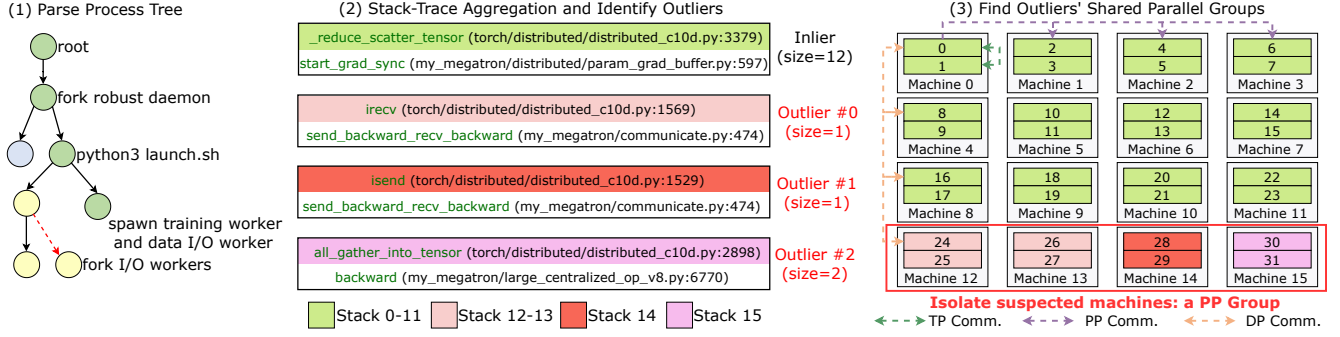 (1) Parse Process Tree
root
fork robust daemon
python3 launch.sh
spawn training worker
and data I/O worker
fork I/O workers
(2) Stack-Trace Aggregation and Identify Outliers
_reduce_scatter_tensor (torch/distributed/distributed_c10d.py:3379)
start_grad_sync (my_megatron/distributed/param_grad_buffer.py:597)
Inlier
(size=12)
irecv (torch/distributed/distributed_c10d.py:1569)
send_backward_recv_backward (my_megatron/communicate.py:474)
Outlier #0
(size=1)
isend (torch/distributed/distributed_c10d.py:1529)
send_backward_recv_backward (my_megatron/communicate.py:474)
Outlier #1
(size=1)
all_gather_into_tensor (torch/distributed/distributed_c10d.py:2898)
backward (my_megatron/large_centralized_op_v8.py:6770)
Outlier #2
(size=2)
Stack 0-11 Stack 12-13 Stack 14 Stack 15
(3) Find Outliers' Shared Parallel Groups
0 2 4 6
1 3 5 7
Machine 0 Machine 1 Machine 2 Machine 3
8 10 12 14
9 11 13 15
Machine 4 Machine 5 Machine 6 Machine 7
16 18 20 22
17 19 21 23
Machine 8 Machine 9 Machine 10 Machine 11
24 26 28 30
25 27 29 31
Machine 12 Machine 13 Machine 14 Machine 15
Isolate suspected machines: a PP Group
TP Comm. PP Comm. DP Comm.